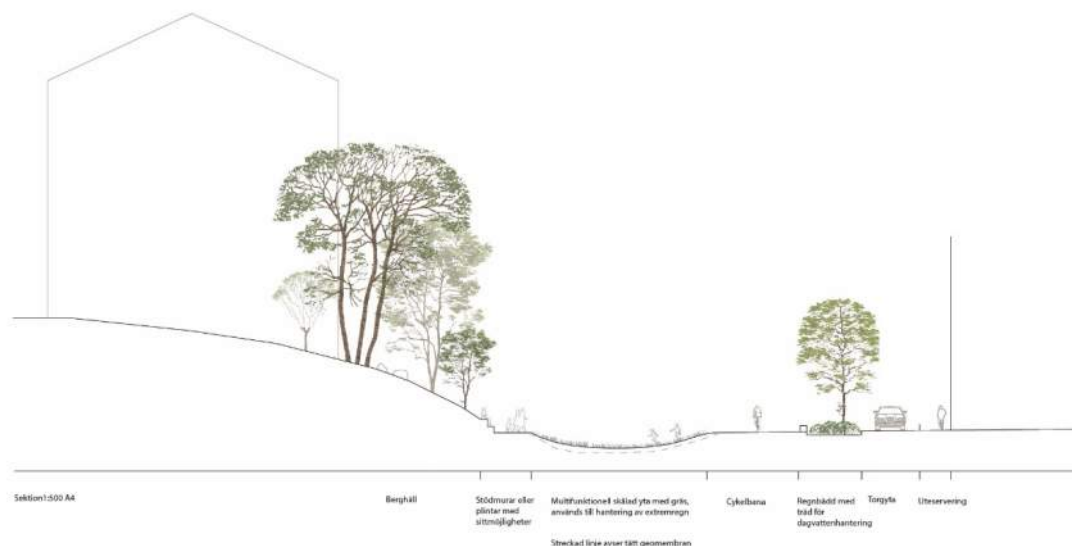 Sektion1:500 A4
Berghäll
Stödmurar eller
plintar med
sittmöjligheter
Multifunktionell skålad yta med gräs,
används till hantering av extremregn
Streckad linje avser tätt geomembran
Cykelbana
Regnbädd med
träd för
dagvattenhantering
Torgyta
Uteservering